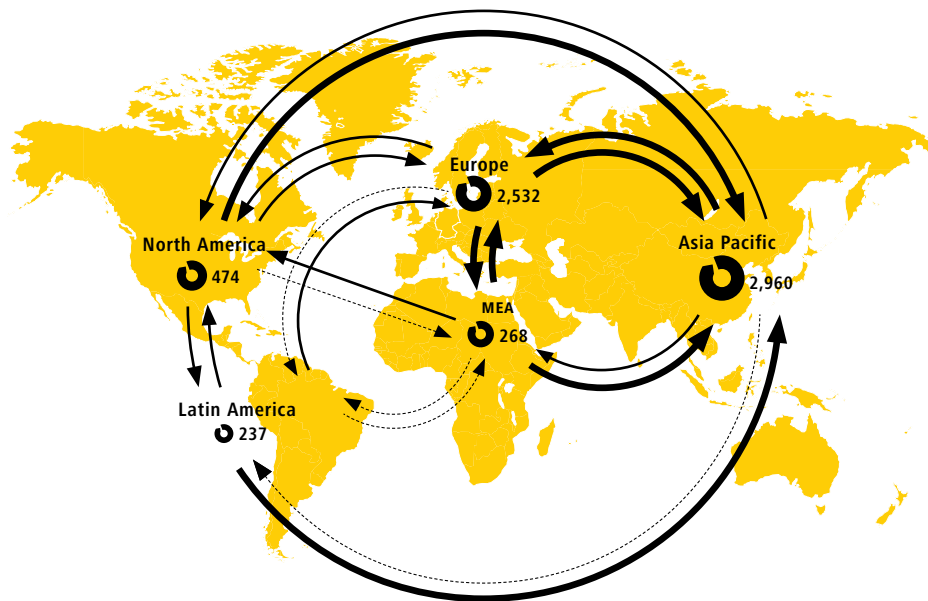 Europe
2,532
North America
474
Asia Pacific
2,960
MEA
268
Latin America
237